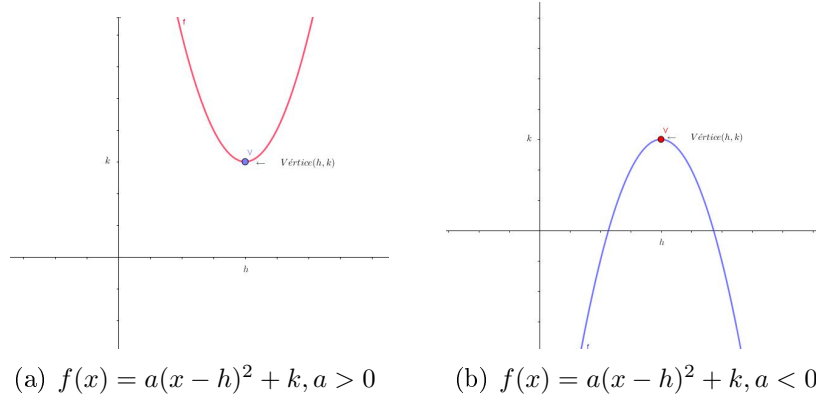 f
V
k
← Vértice(h, k)
h
(a) f(x) = a(x − h)² + k, a > 0
V
k
← Vértice(h, k)
h
f
(b) f(x) = a(x − h)² + k, a < 0